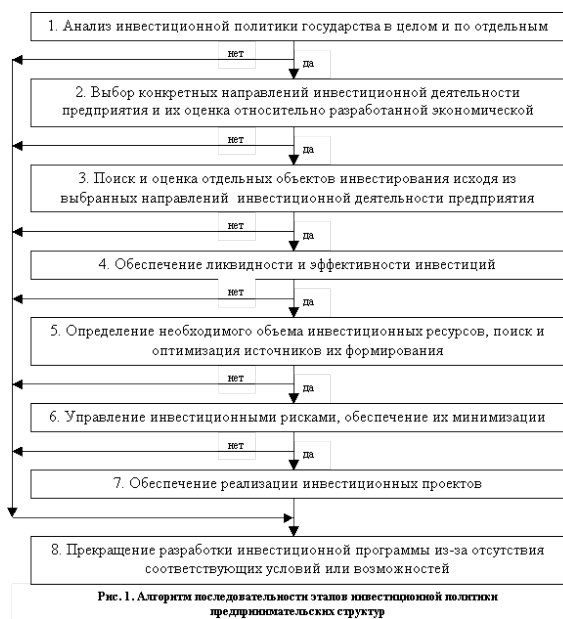 1. Анализ инвестиционной политики государства в целом и по отдельным
нет
да
2. Выбор конкретных направлений инвестиционной деятельности
предприятия и их оценка относительно разработанной экономической
нет
да
3. Поиск и оценка отдельных объектов инвестирования исходя из
выбранных направлений инвестиционной деятельности предприятия
нет
да
4. Обеспечение ликвидности и эффективности инвестиций
нет
да
5. Определение необходимого объема инвестиционных ресурсов, поиск и
оптимизация источников их формирования
нет
да
6. Управление инвестиционными рисками, обеспечение их минимизации
нет
да
7. Обеспечение реализации инвестиционных проектов
8. Прекращение разработки инвестиционной программы из-за отсутствия
соответствующих условий или возможностей
Рис. 1. Алгоритм последовательности этапов инвестиционной политики
предпринимательских структур